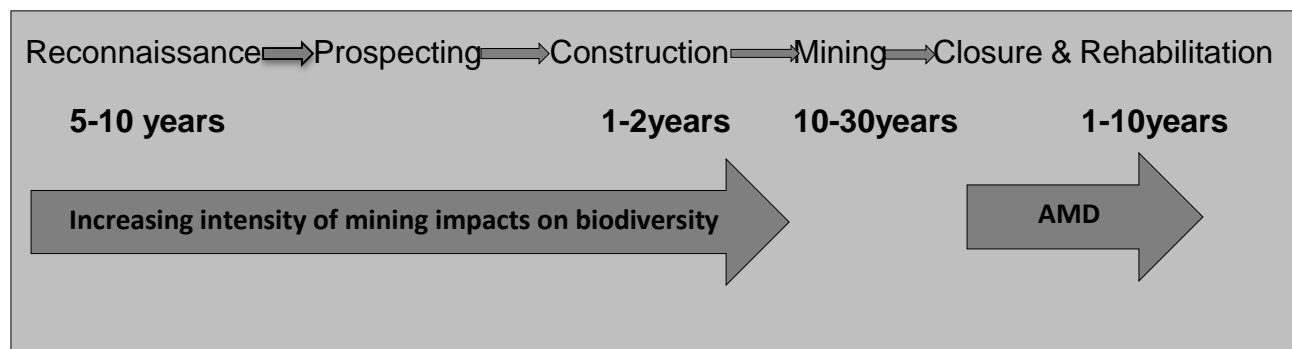 Reconnaissance Prospecting Construction Mining Closure & Rehabilitation
5-10 years 1-2years 10-30years 1-10years
Increasing intensity of mining impacts on biodiversity AMD